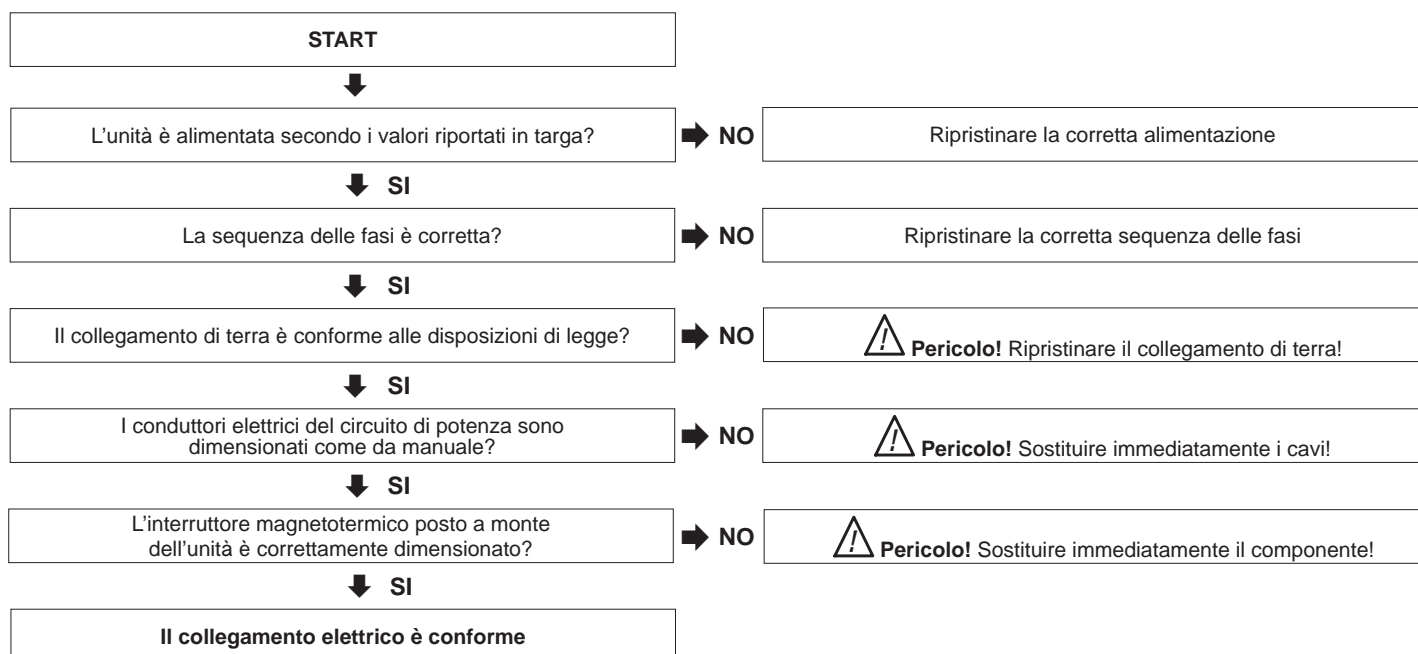 START
L'unità è alimentata secondo i valori riportati in targa?
NO
Ripristinare la corretta alimentazione
SI
La sequenza delle fasi è corretta?
NO
Ripristinare la corretta sequenza delle fasi
SI
Il collegamento di terra è conforme alle disposizioni di legge?
NO
Pericolo! Ripristinare il collegamento di terra!
SI
I conduttori elettrici del circuito di potenza sono
dimensionati come da manuale?
NO
Pericolo! Sostituire immediatamente i cavi!
SI
L'interruttore magnetotermico posto a monte
dell'unità è correttamente dimensionato?
NO
Pericolo! Sostituire immediatamente il componente!
SI
Il collegamento elettrico è conforme